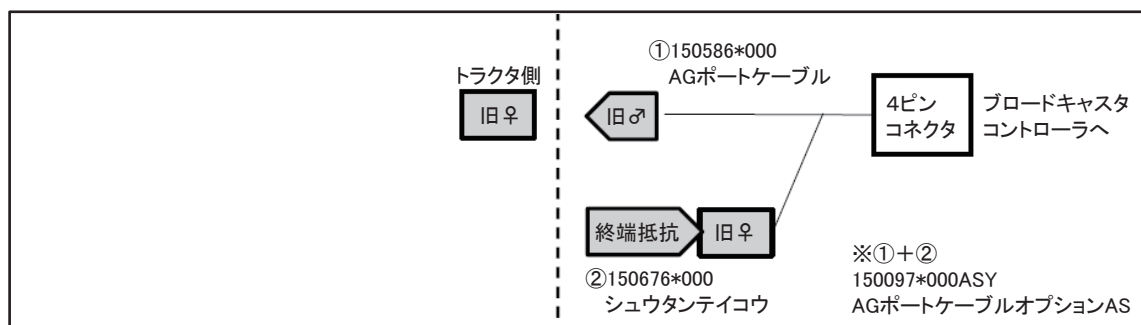 ①150586*000
AGポートケーブル
トラクタ側
旧♀
旧♂
4ピン
コネクタ
ブロードキャスタ
コントローラへ
終端抵抗
旧♀
②150676*000
シュウタンテイコウ
※①+②
150097*000ASY
AGポートケーブルオプションAS